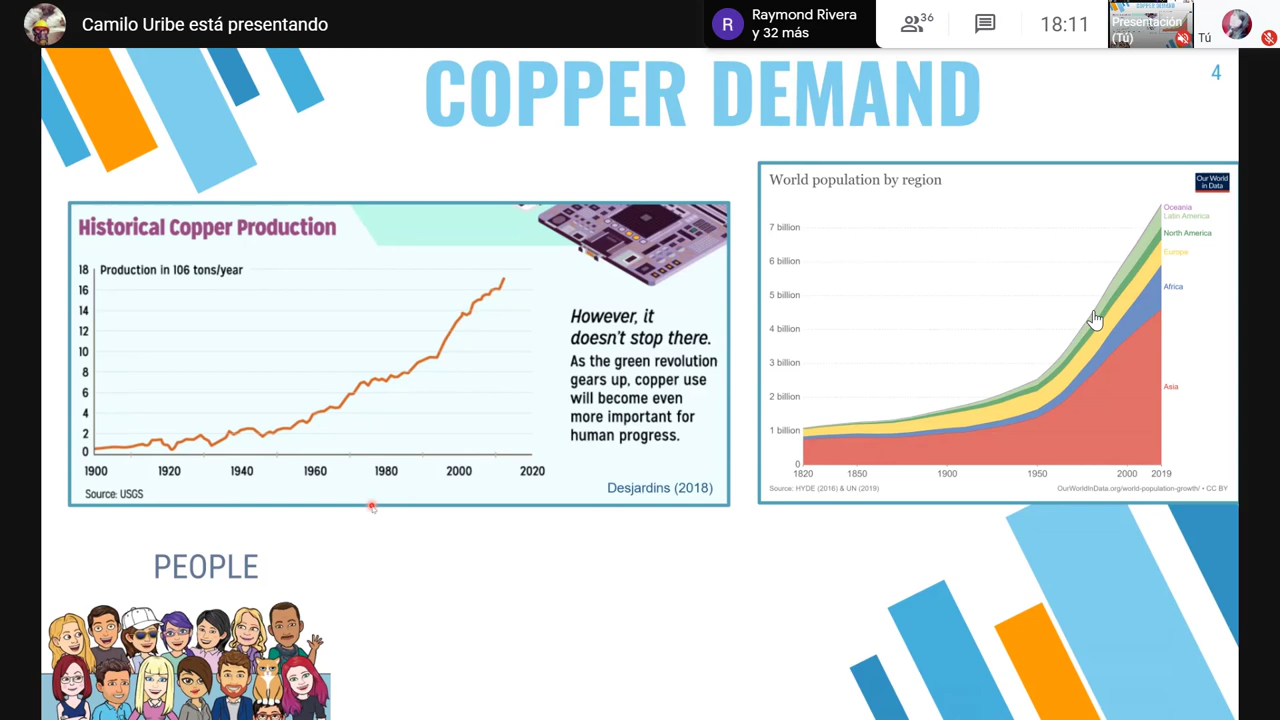 Camilo Uribe está presentando
R
Raymond Rivera
y 32 más
36
18:11
Presentación
(Tú)
Tú
COPPER DEMAND
4
Historical Copper Production
Production in 106 tons/year
18
16
14
12
10
8
6
4
2
0
1900
1920
1940
1960
1980
2000
2020
Source: USGS
However, it
doesn't stop there.
As the green revolution
gears up, copper use
will become even
more important for
human progress.
Desjardins (2018)
World population by region
Our World
in Data
7 billion
6 billion
5 billion
4 billion
3 billion
2 billion
1 billion
0
1820
1850
1900
1950
2000
2019
Oceania
Latin America
North America
Europe
Africa
Asia
Source: HYDE (2016) & UN (2019)
OurWorldInData.org/world-population-growth/ • CC BY
PEOPLE